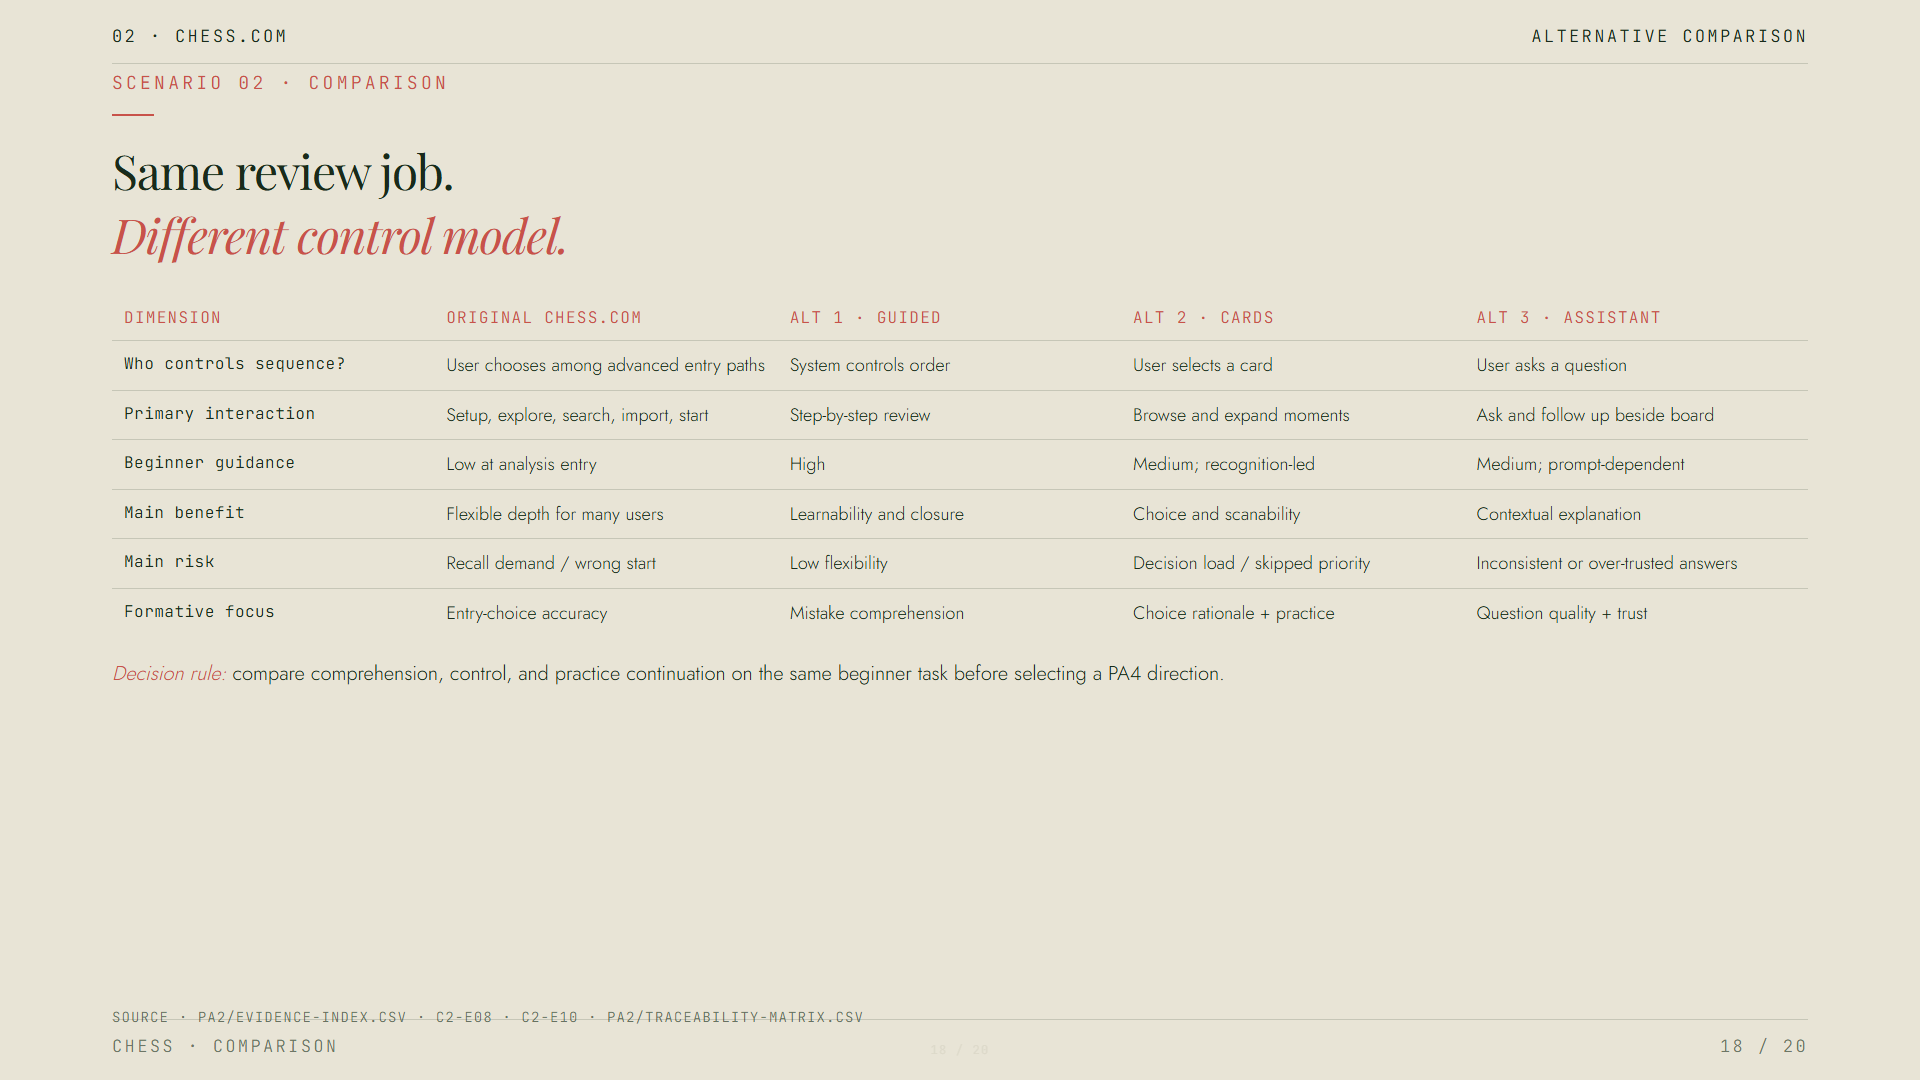 02 · CHESS.COM
ALTERNATIVE COMPARISON
SCENARIO 02 · COMPARISON
Same review job.
Different control model.
DIMENSION ORIGINAL CHESS.COM ALT 1 · GUIDED ALT 2 · CARDS ALT 3 · ASSISTANT
Who controls sequence? User chooses among advanced entry paths System controls order User selects a card User asks a question
Primary interaction Setup, explore, search, import, start Step-by-step review Browse and expand moments Ask and follow up beside board
Beginner guidance Low at analysis entry High Medium; recognition-led Medium; prompt-dependent
Main benefit Flexible depth for many users Learnability and closure Choice and scanability Contextual explanation
Main risk Recall demand / wrong start Low flexibility Decision load / skipped priority Inconsistent or over-trusted answers
Formative focus Entry-choice accuracy Mistake comprehension Choice rationale + practice Question quality + trust
Decision rule: compare comprehension, control, and practice continuation on the same beginner task before selecting a PA4 direction.
SOURCE · PA2/EVIDENCE-INDEX.CSV · C2-E08 · C2-E10 · PA2/TRACEABILITY-MATRIX.CSV
CHESS · COMPARISON
18 / 20
18 / 20